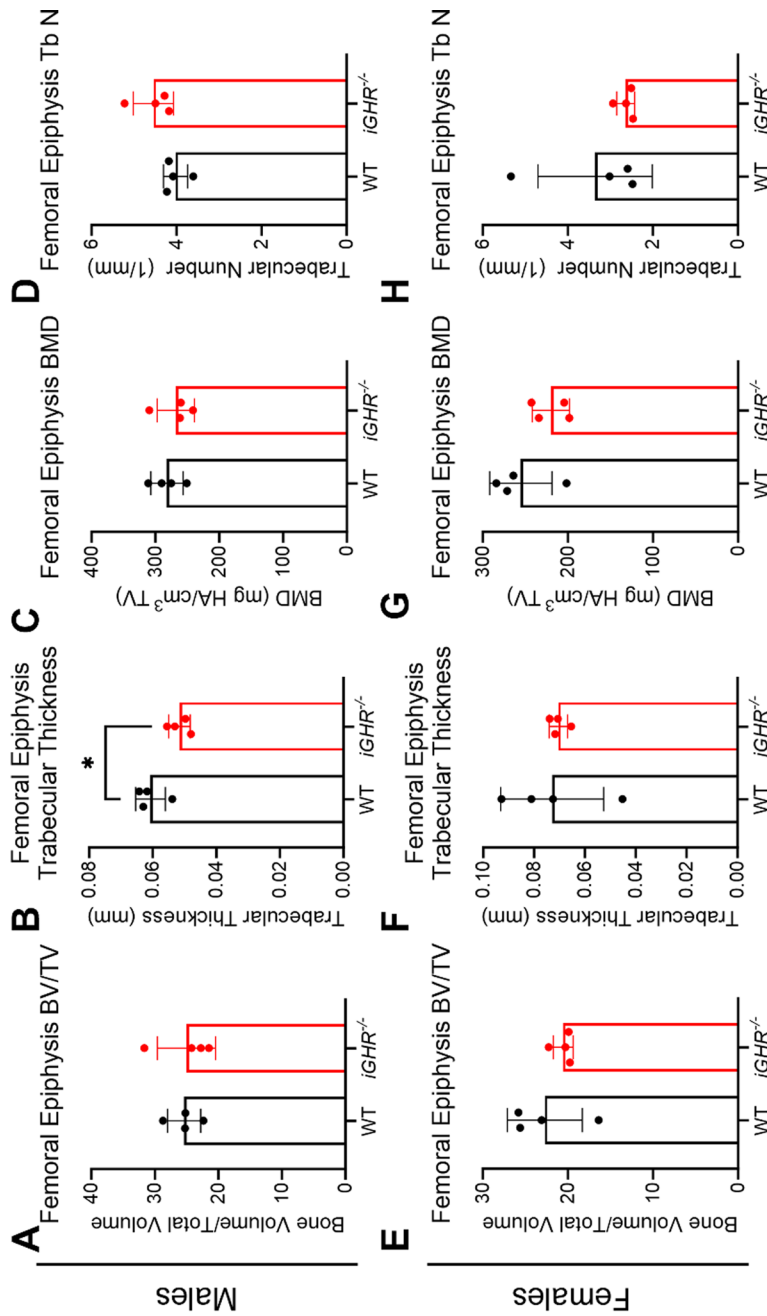 Males
A
Femoral Epiphysis BV/TV
Bone Volume/Total Volume
40
30
20
10
0
WT
iGHR-/-
B
Femoral Epiphysis
Trabecular Thickness
Trabecular Thickness (mm)
0.08
0.06
0.04
0.02
0.00
*
WT
iGHR-/-
C
Femoral Epiphysis BMD
BMD (mg HA/cm3 TV)
400
300
200
100
0
WT
iGHR-/-
D
Femoral Epiphysis Tb N
Trabecular Number (1/mm)
6
4
2
0
WT
iGHR-/-
Females
E
Femoral Epiphysis BV/TV
Bone Volume/Total Volume
30
20
10
0
WT
iGHR-/-
F
Femoral Epiphysis
Trabecular Thickness
Trabecular Thickness (mm)
0.10
0.08
0.06
0.04
0.02
0.00
WT
iGHR-/-
G
Femoral Epiphysis BMD
BMD (mg HA/cm3 TV)
300
200
100
0
WT
iGHR-/-
H
Femoral Epiphysis Tb N
Trabecular Number (1/mm)
6
4
2
0
WT
iGHR-/-